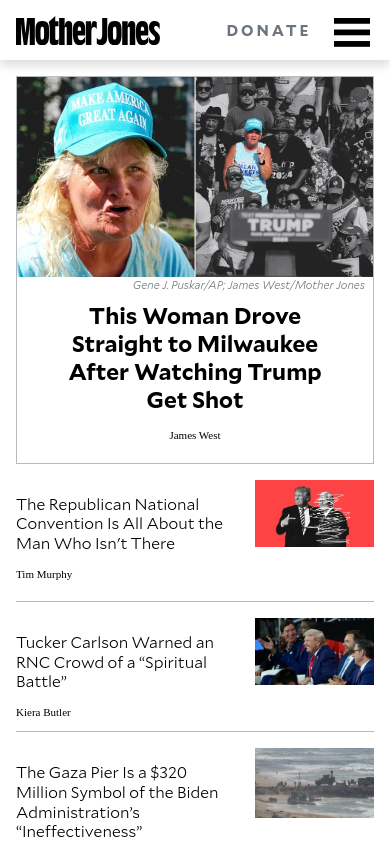 Mother Jones
DONATE
MAKE AMERICA
GREAT AGAIN
2024
TRUMP
Gene J. Puskar/AP; James West/Mother Jones
This Woman Drove
Straight to Milwaukee
After Watching Trump
Get Shot
James West
The Republican National
Convention Is All About the
Man Who Isn't There
Tim Murphy
Tucker Carlson Warned an
RNC Crowd of a “Spiritual
Battle”
Kiera Butler
The Gaza Pier Is a $320
Million Symbol of the Biden
Administration’s
“Ineffectiveness”